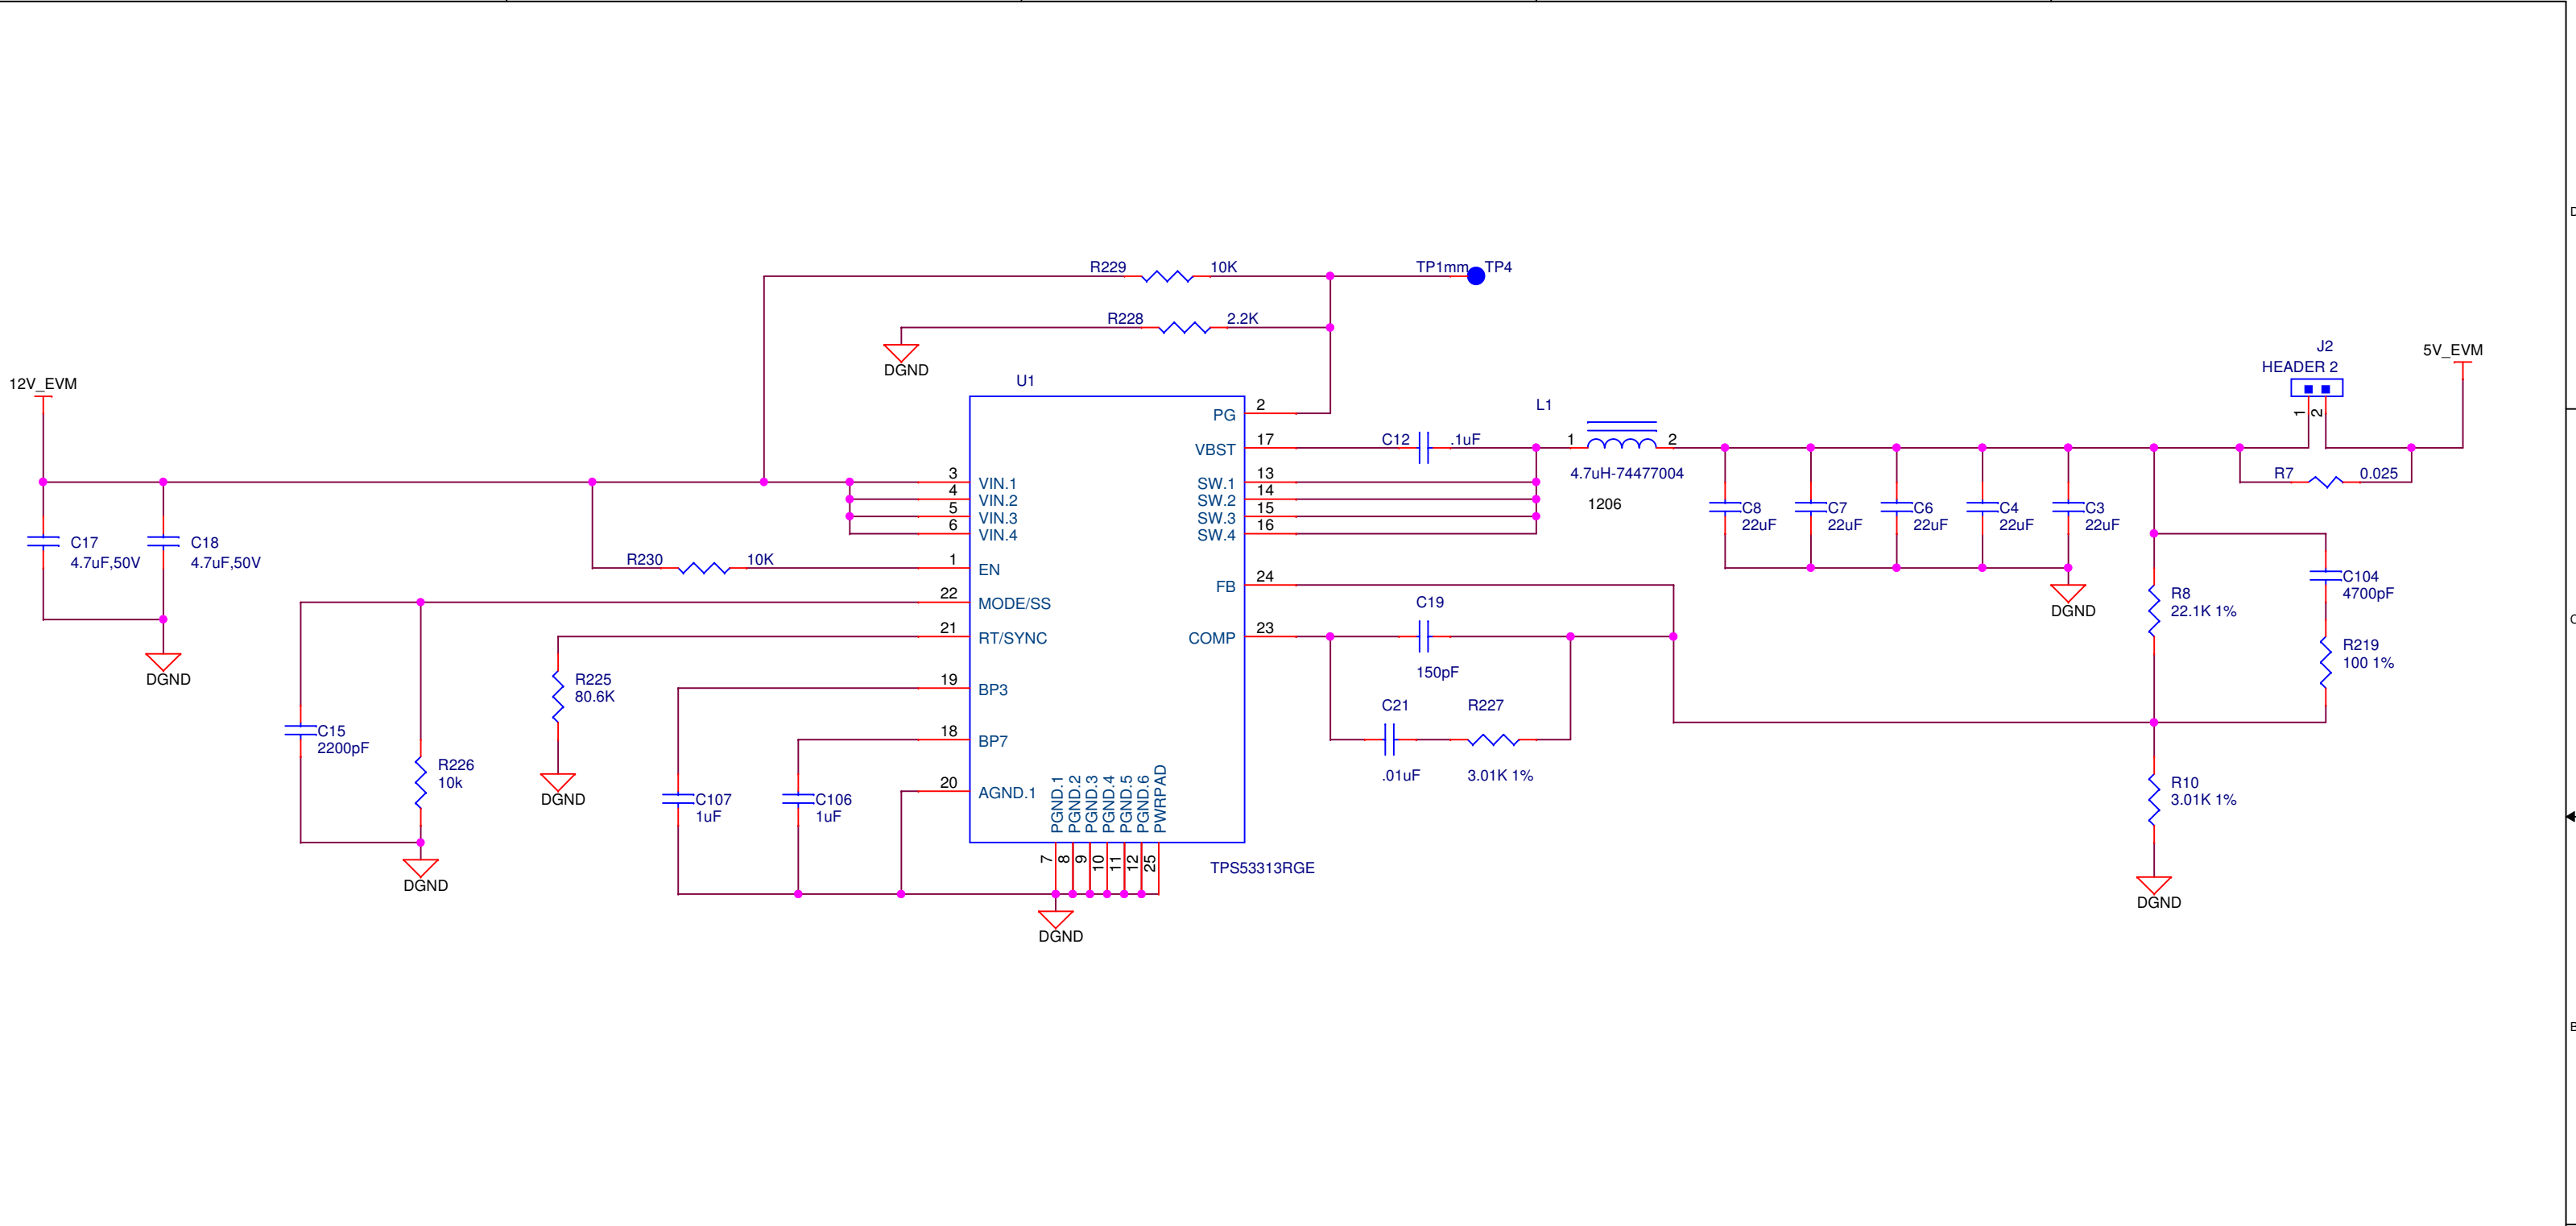 D
R229
10K
TP1mm
TP4
R228
2.2K
DGND
J2
HEADER 2
1
2
5V_EVM
12V_EVM
U1
L1
PG
2
VBST
17
C12
.1uF
1
2
4.7uH-74477004
1206
3
VIN.1
4
VIN.2
5
VIN.3
6
VIN.4
SW.1
13
SW.2
14
SW.3
15
SW.4
16
R7
0.025
C8
22uF
C7
22uF
C6
22uF
C4
22uF
C3
22uF
DGND
C17
4.7uF,50V
C18
4.7uF,50V
DGND
R230
10K
1
EN
22
MODE/SS
21
RT/SYNC
19
BP3
18
BP7
20
AGND.1
FB
24
COMP
23
C19
150pF
C21
.01uF
R227
3.01K 1%
C104
4700pF
R8
22.1K 1%
R219
100 1%
C
R10
3.01K 1%
DGND
C15
2200pF
R226
10k
DGND
R225
80.6K
DGND
C107
1uF
C106
1uF
PGND.1
PGND.2
PGND.3
PGND.4
PGND.5
PGND.6
PWRPAD
7
8
9
10
11
12
25
TPS53313RGE
DGND
B